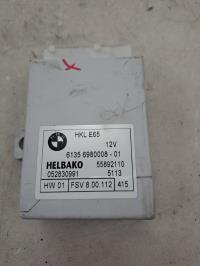 HKL E65
12V
6135 6980008 - 01
HELBAKO 55892110
052830991 5113
HW 01 FSV 8.00.112 415